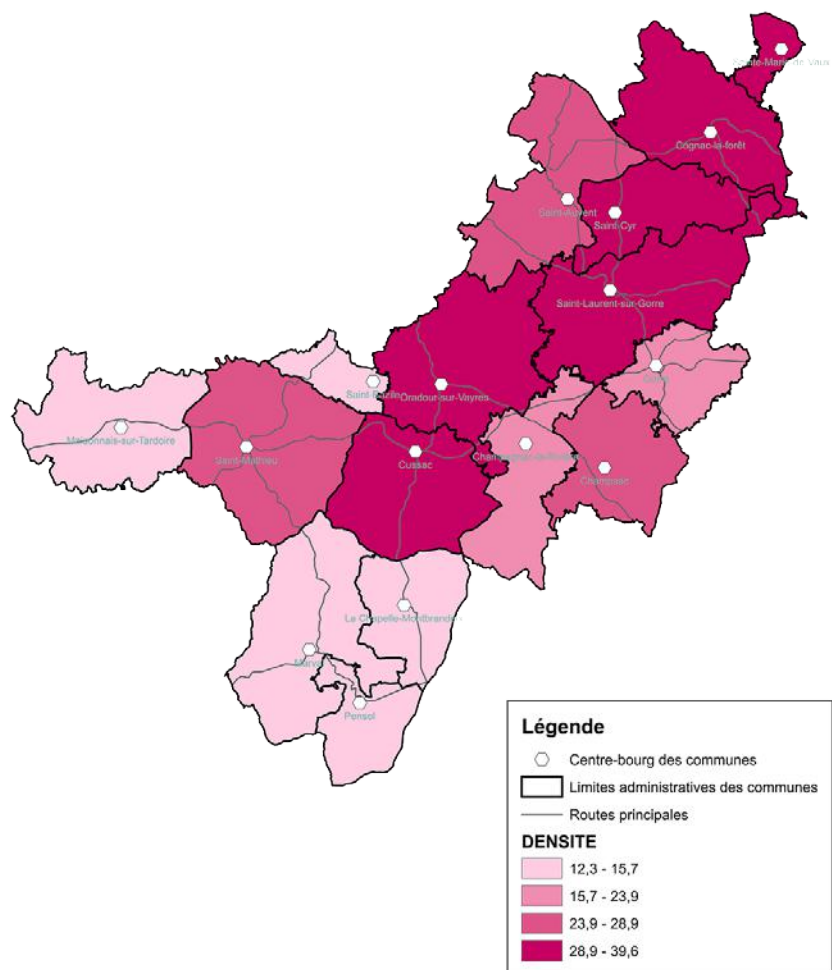 Sainte-Marie-de-Vaux
Cognac-la-forêt
Saint-Auvent
Saint-Cyr
Saint-Laurent-sur-Gorre
Gorre
Saint-Bazile
Oradour-sur-Vayres
Maisonnais-sur-Tardoire
Saint-Mathieu
Cussac
Champsac
La Chapelle-Montbrandeix
Marval
Pensol
Légende
Centre-bourg des communes
Limites administratives des communes
Routes principales
DENSITE
12,3 - 15,7
15,7 - 23,9
23,9 - 28,9
28,9 - 39,6